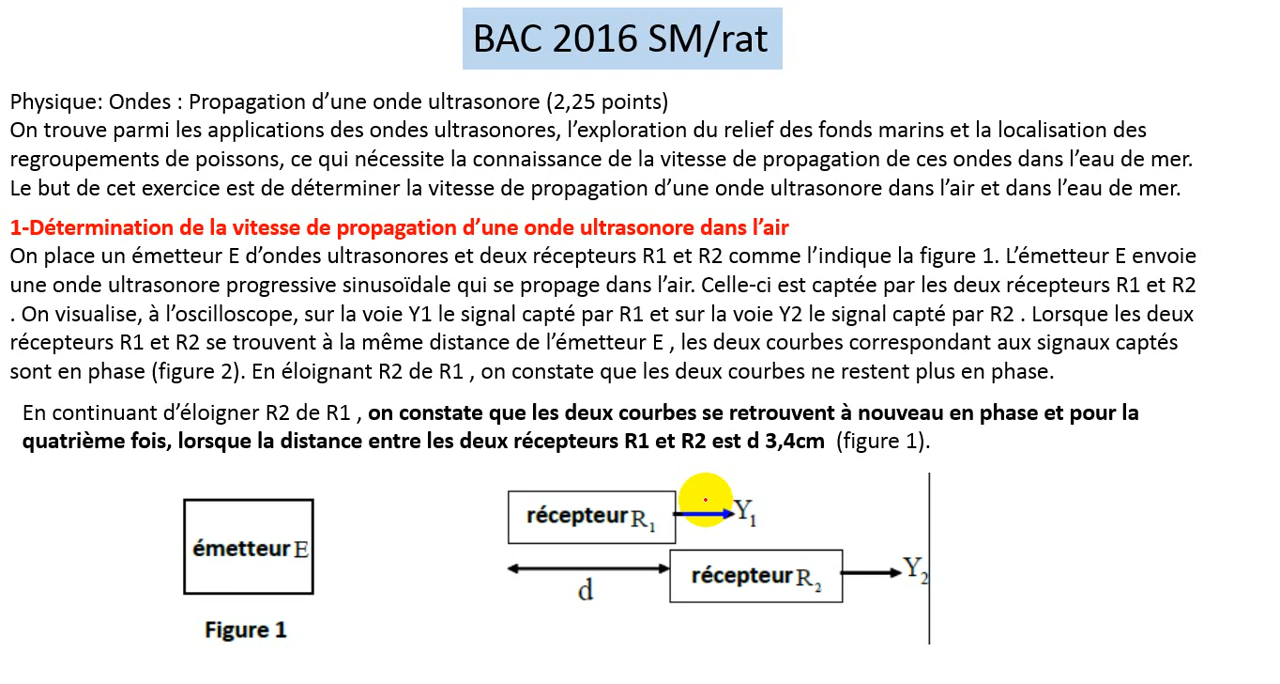 BAC 2016 SM/rat
Physique: Ondes : Propagation d’une onde ultrasonore (2,25 points)
On trouve parmi les applications des ondes ultrasonores, l’exploration du relief des fonds marins et la localisation des
regroupements de poissons, ce qui nécessite la connaissance de la vitesse de propagation de ces ondes dans l’eau de mer.
Le but de cet exercice est de déterminer la vitesse de propagation d’une onde ultrasonore dans l’air et dans l’eau de mer.
1-Détermination de la vitesse de propagation d’une onde ultrasonore dans l’air
On place un émetteur E d’ondes ultrasonores et deux récepteurs R1 et R2 comme l’indique la figure 1. L’émetteur E envoie
une onde ultrasonore progressive sinusoïdale qui se propage dans l’air. Celle-ci est captée par les deux récepteurs R1 et R2
. On visualise, à l’oscilloscope, sur la voie Y1 le signal capté par R1 et sur la voie Y2 le signal capté par R2 . Lorsque les deux
récepteurs R1 et R2 se trouvent à la même distance de l’émetteur E , les deux courbes correspondant aux signaux captés
sont en phase (figure 2). En éloignant R2 de R1 , on constate que les deux courbes ne restent plus en phase.
En continuant d’éloigner R2 de R1 , on constate que les deux courbes se retrouvent à nouveau en phase et pour la
quatrième fois, lorsque la distance entre les deux récepteurs R1 et R2 est d 3,4cm (figure 1).
émetteur E
récepteur R₁
Y₁
d
récepteur R₂
Y₂
Figure 1